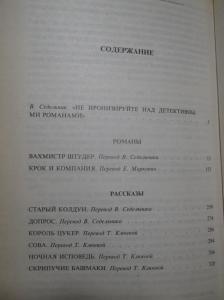 СОДЕРЖАНИЕ
В. Седельник. «НЕ ИРОНИЗИРУЙТЕ НАД ДЕТЕКТИВНЫ-
МИ РОМАНАМИ»
РОМАНЫ
ВАХМИСТР ШТУДЕР. Перевод В. Седельника
КРОК И КОМПАНИЯ. Перевод Е. Маркович
РАССКАЗЫ
СТАРЫЙ КОЛДУН. Перевод В. Седельника
ДОПРОС. Перевод В. Седельника
КОРОЛЬ ЦУКЕР. Перевод Т. Клюевой
СОВА. Перевод Т. Клюевой
НОЧНАЯ ИСПОВЕДЬ. Перевод Т. Клюевой
СКРИПУЧИЕ БАШМАКИ. Перевод Т. Клюевой